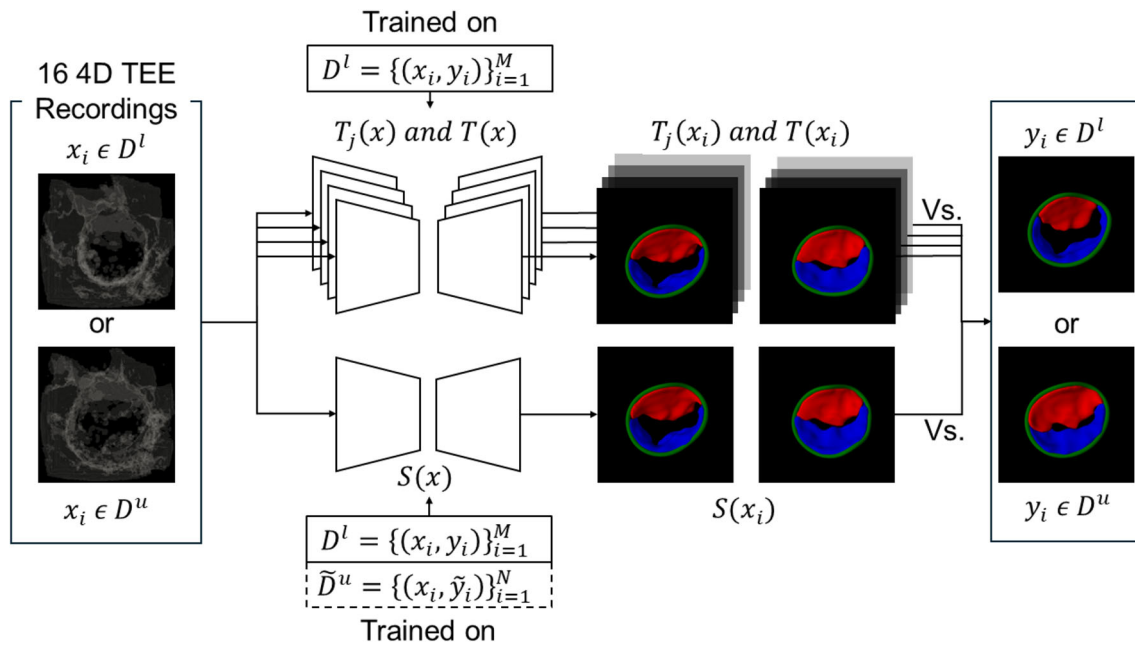 Trained on
D^l = {(x_i, y_i)}_{i=1}^M
16 4D TEE
Recordings
x_i ϵ D^l
or
x_i ϵ D^u
T_j(x) and T(x)
T_j(x_i) and T(x_i)
Vs.
S(x)
Vs.
S(x_i)
D^l = {(x_i, y_i)}_{i=1}^M
D̃^u = {(x_i, ỹ_i)}_{i=1}^N
Trained on
y_i ϵ D^l
or
y_i ϵ D^u